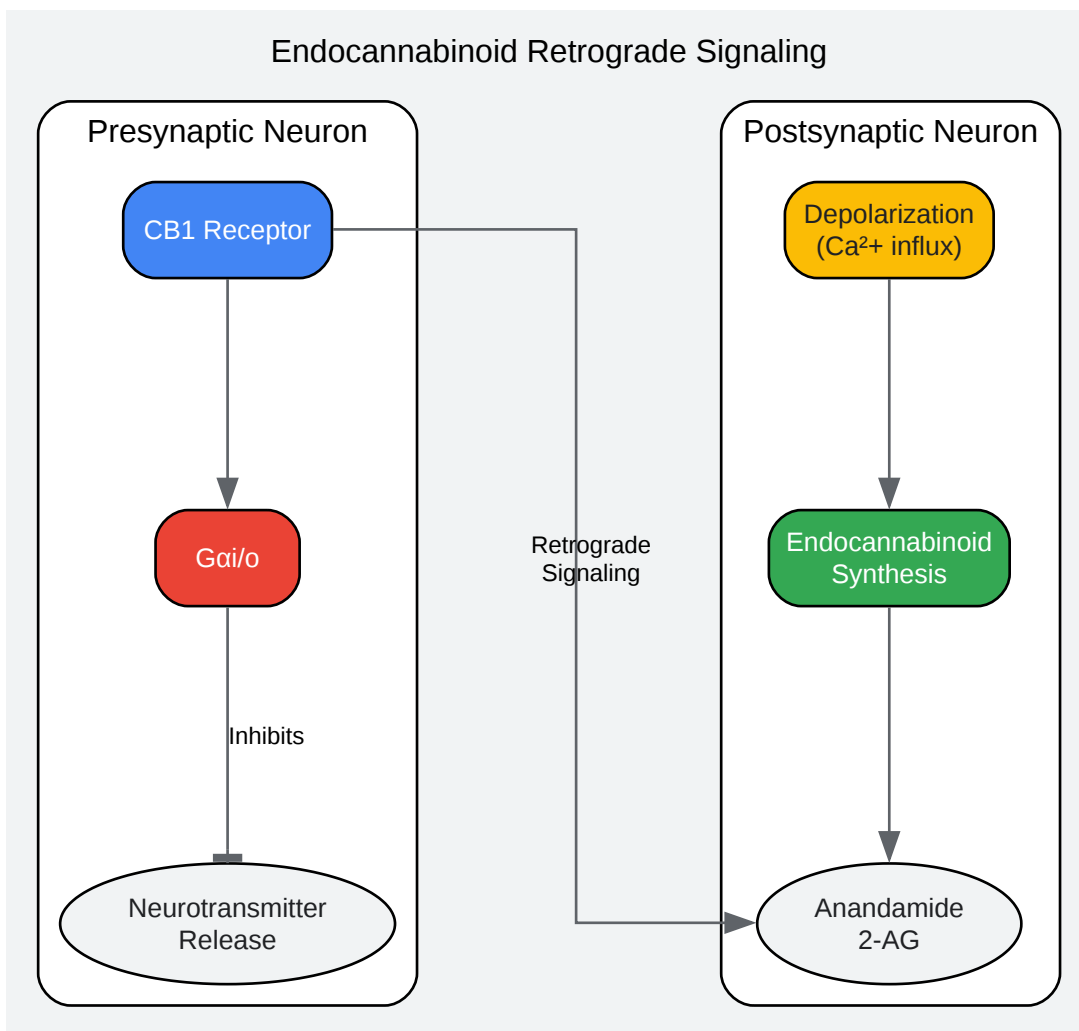 Endocannabinoid Retrograde Signaling
Presynaptic Neuron
CB1 Receptor
Gαi/o
Inhibits
Neurotransmitter
Release
Retrograde
Signaling
Postsynaptic Neuron
Depolarization
(Ca²+ influx)
Endocannabinoid
Synthesis
Anandamide
2-AG